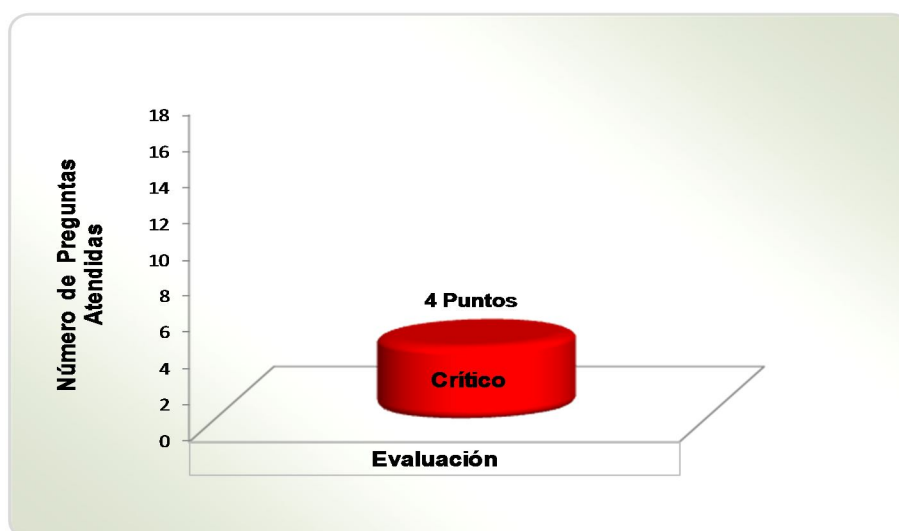 Número de Preguntas
Atendidas
18
16
14
12
10
8
6
4
2
0
4 Puntos
Crítico
Evaluación